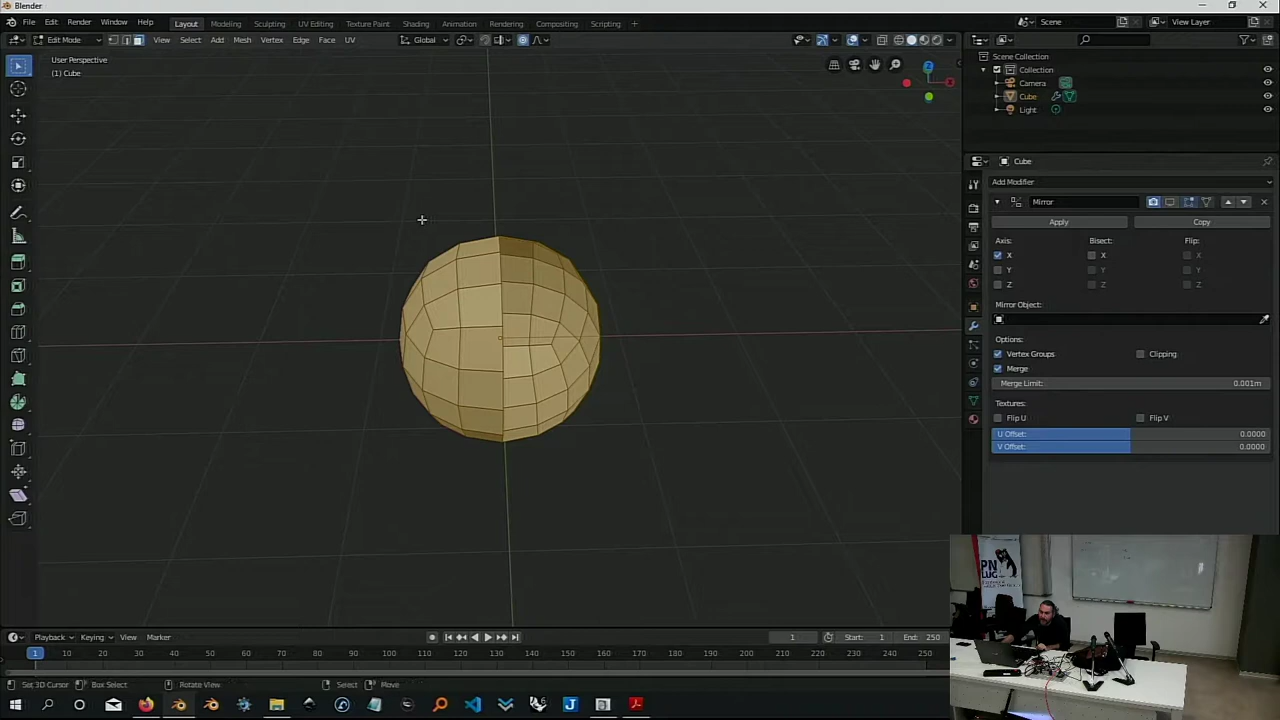 Blender
File Edit Render Window Help Layout Modeling Sculpting UV Editing Texture Paint Shading Animation Rendering Compositing Scripting + Scene View Layer
Edit Mode View Select Add Mesh Vertex Edge Face UV Global
User Perspective
(1) Cube
Z
X
Scene Collection
Collection
Camera
Cube
Light
Cube
Add Modifier
Mirror
Apply Copy
Axis: Bisect: Flip:
X X X
Y Y Y
Z Z Z
Mirror Object:
Options:
Vertex Groups Clipping
Merge
Merge Limit: 0.001m
Textures:
Flip U Flip V
U Offset: 0.0000
V Offset: 0.0000
PN
LUG
Playback Keying View Marker 1 Start: 1 End: 250
1 10 20 30 40 50 60 70 80 90 100 110 120 130 140 150 160 170 180 190 200 210 220 230 240 250
Set 3D Cursor Box Select Rotate View Select Move